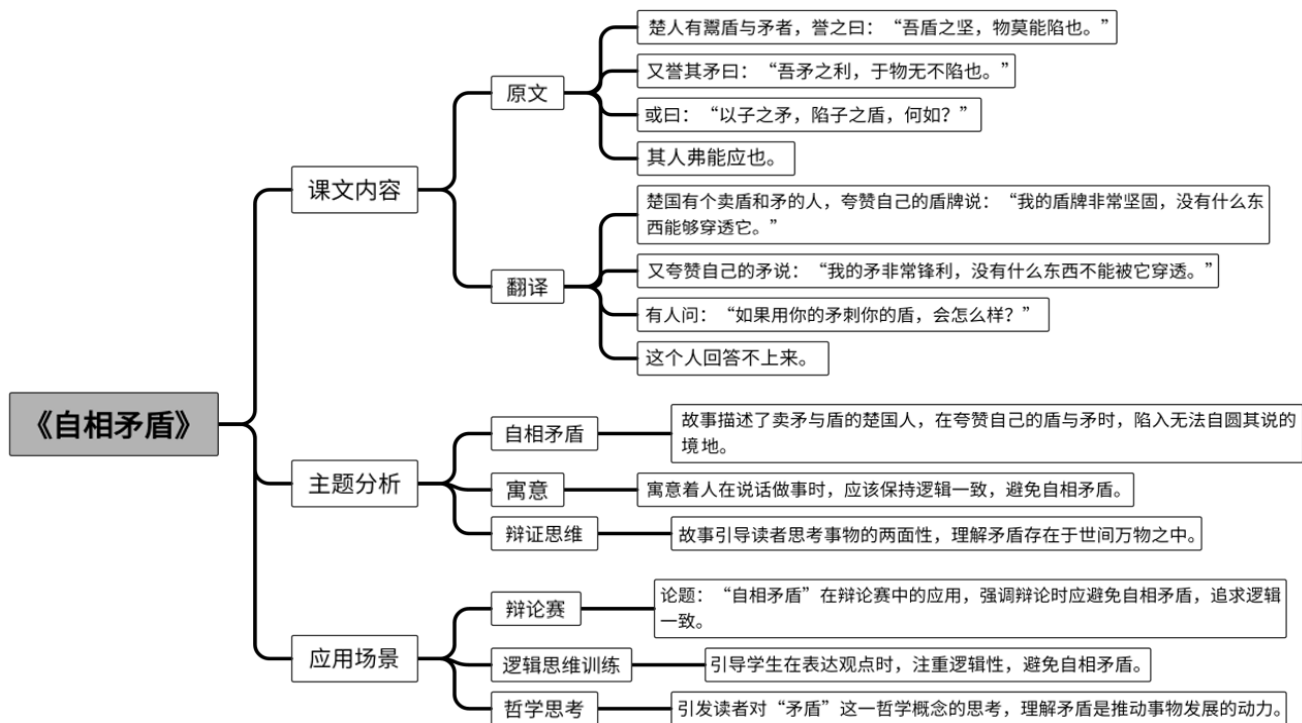 《自相矛盾》
课文内容
原文
楚人有鬻盾与矛者，誉之曰：“吾盾之坚，物莫能陷也。”
又誉其矛曰：“吾矛之利，于物无不陷也。”
或曰：“以子之矛，陷子之盾，何如？”
其人弗能应也。
翻译
楚国有个卖盾和矛的人，夸赞自己的盾牌说：“我的盾牌非常坚固，没有什么东
西能够穿透它。”
又夸赞自己的矛说：“我的矛非常锋利，没有什么东西不能被它穿透。”
有人问：“如果用你的矛刺你的盾，会怎么样？”
这个人回答不上来。
主题分析
自相矛盾
故事描述了卖矛与盾的楚国人，在夸赞自己的盾与矛时，陷入无法自圆其说的
境地。
寓意
寓意着人在说话做事时，应该保持逻辑一致，避免自相矛盾。
辩证思维
故事引导读者思考事物的两面性，理解矛盾存在于世间万物之中。
应用场景
辩论赛
论题：“自相矛盾”在辩论赛中的应用，强调辩论时应避免自相矛盾，追求逻辑
一致。
逻辑思维训练
引导学生在表达观点时，注重逻辑性，避免自相矛盾。
哲学思考
引发读者对“矛盾”这一哲学概念的思考，理解矛盾是推动事物发展的动力。